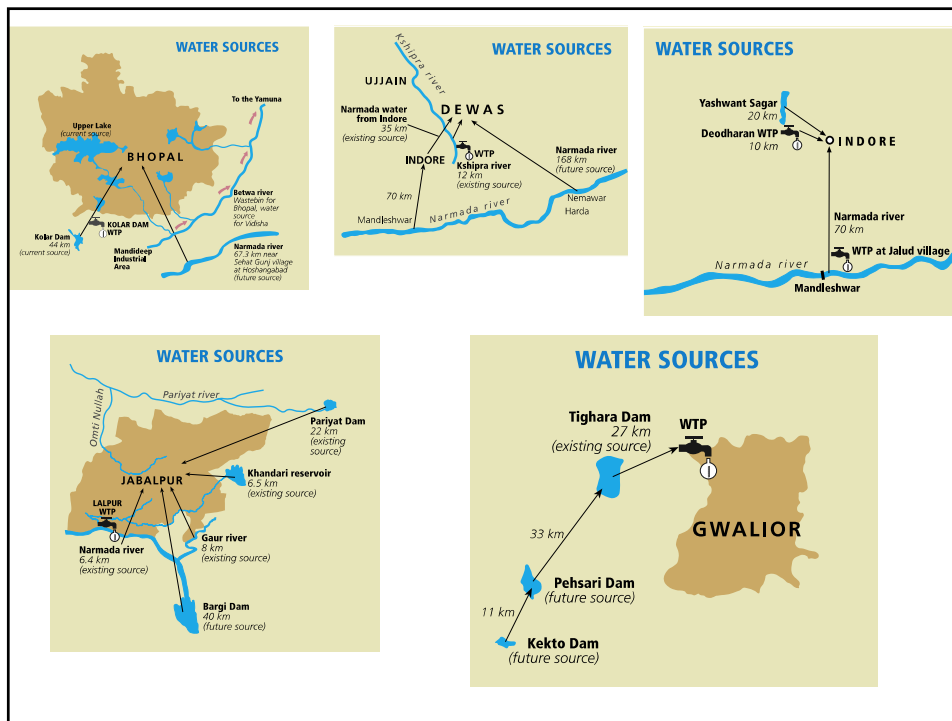 WATER SOURCES
To the Yamuna
Upper Lake
(current source)
BHOPAL
Betwa river
Wastebin for
Bhopal, water
source
for Vidisha
KOLAR DAM
WTP
Kolar Dam
44 km
(current source)
Mandideep
Industrial
Area
Narmada river
67.3 km near
Sehat Gunj village
at Hoshangabad
(future source)
WATER SOURCES
Kshipra river
UJJAIN
Narmada water
from Indore
35 km
(existing source)
DEWAS
WTP
INDORE
Kshipra river
12 km
(existing source)
Narmada river
168 km
(future source)
70 km
Nemawar
Harda
Mandleshwar
Narmada river
WATER SOURCES
Yashwant Sagar
20 km
Deodharan WTP
10 km
INDORE
Narmada river
70 km
WTP at Jalud village
Narmada river
Mandleshwar
WATER SOURCES
Pariyat river
Omti Nullah
Pariyat Dam
22 km
(existing
source)
Khandari reservoir
6.5 km
(existing source)
JABALPUR
LALPUR
WTP
Narmada river
6.4 km
(existing source)
Gaur river
8 km
(existing source)
Bargi Dam
40 km
(future source)
WATER SOURCES
Tighara Dam
27 km
(existing source)
WTP
GWALIOR
33 km
Pehsari Dam
(future source)
11 km
Kekto Dam
(future source)